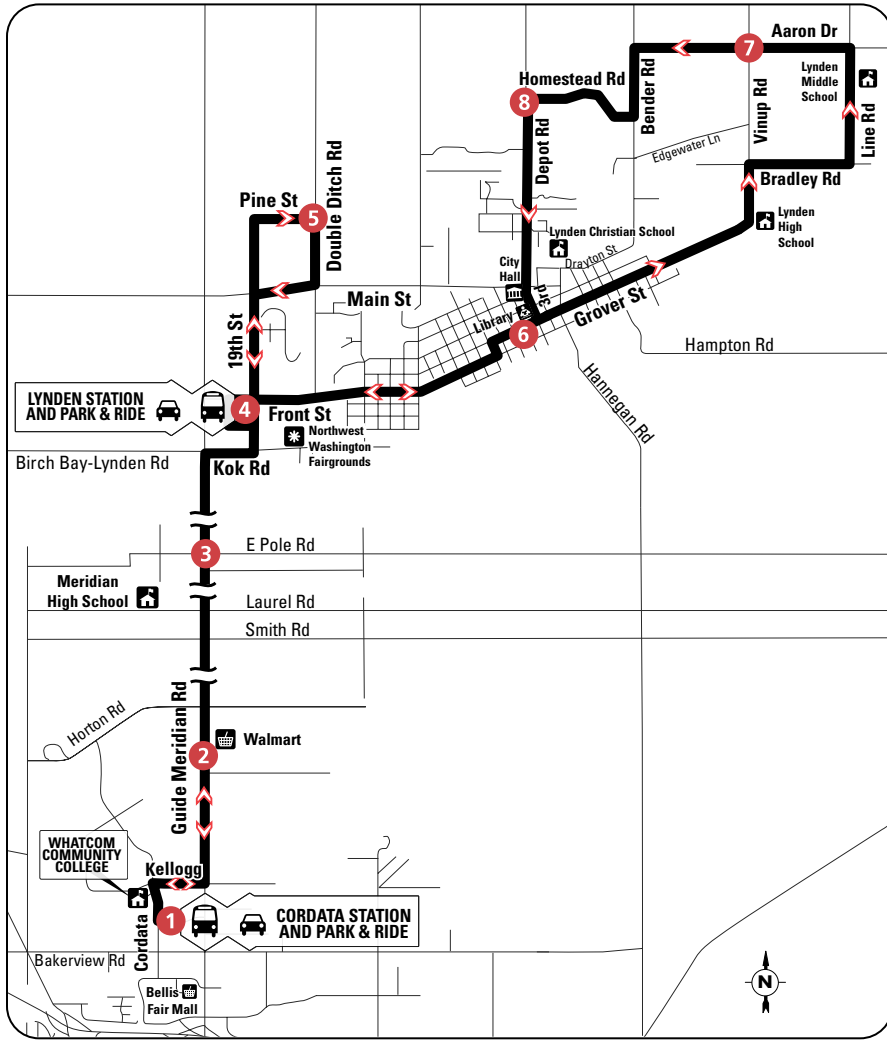 Aaron Dr
7
Homestead Rd
8
Lynden
Middle
School
Bender Rd
Vinup Rd
Line Rd
Depot Rd
Edgewater Ln
Bradley Rd
Double Ditch Rd
Pine St
5
Lynden Christian School
Lynden
High
School
Drayton St
City
Hall
3rd
Main St
Grover St
Library
6
19th St
Hampton Rd
Hannegan Rd
LYNDEN STATION
AND PARK & RIDE
4
Front St
Northwest
Washington
Fairgrounds
Birch Bay-Lynden Rd
Kok Rd
3
E Pole Rd
Meridian
High School
Laurel Rd
Smith Rd
Guide Meridian Rd
Horton Rd
2
Walmart
WHATCOM
COMMUNITY
COLLEGE
Kellogg
1
CORDATA STATION
AND PARK & RIDE
Cordata
Bakerview Rd
Bellis
Fair Mall
N